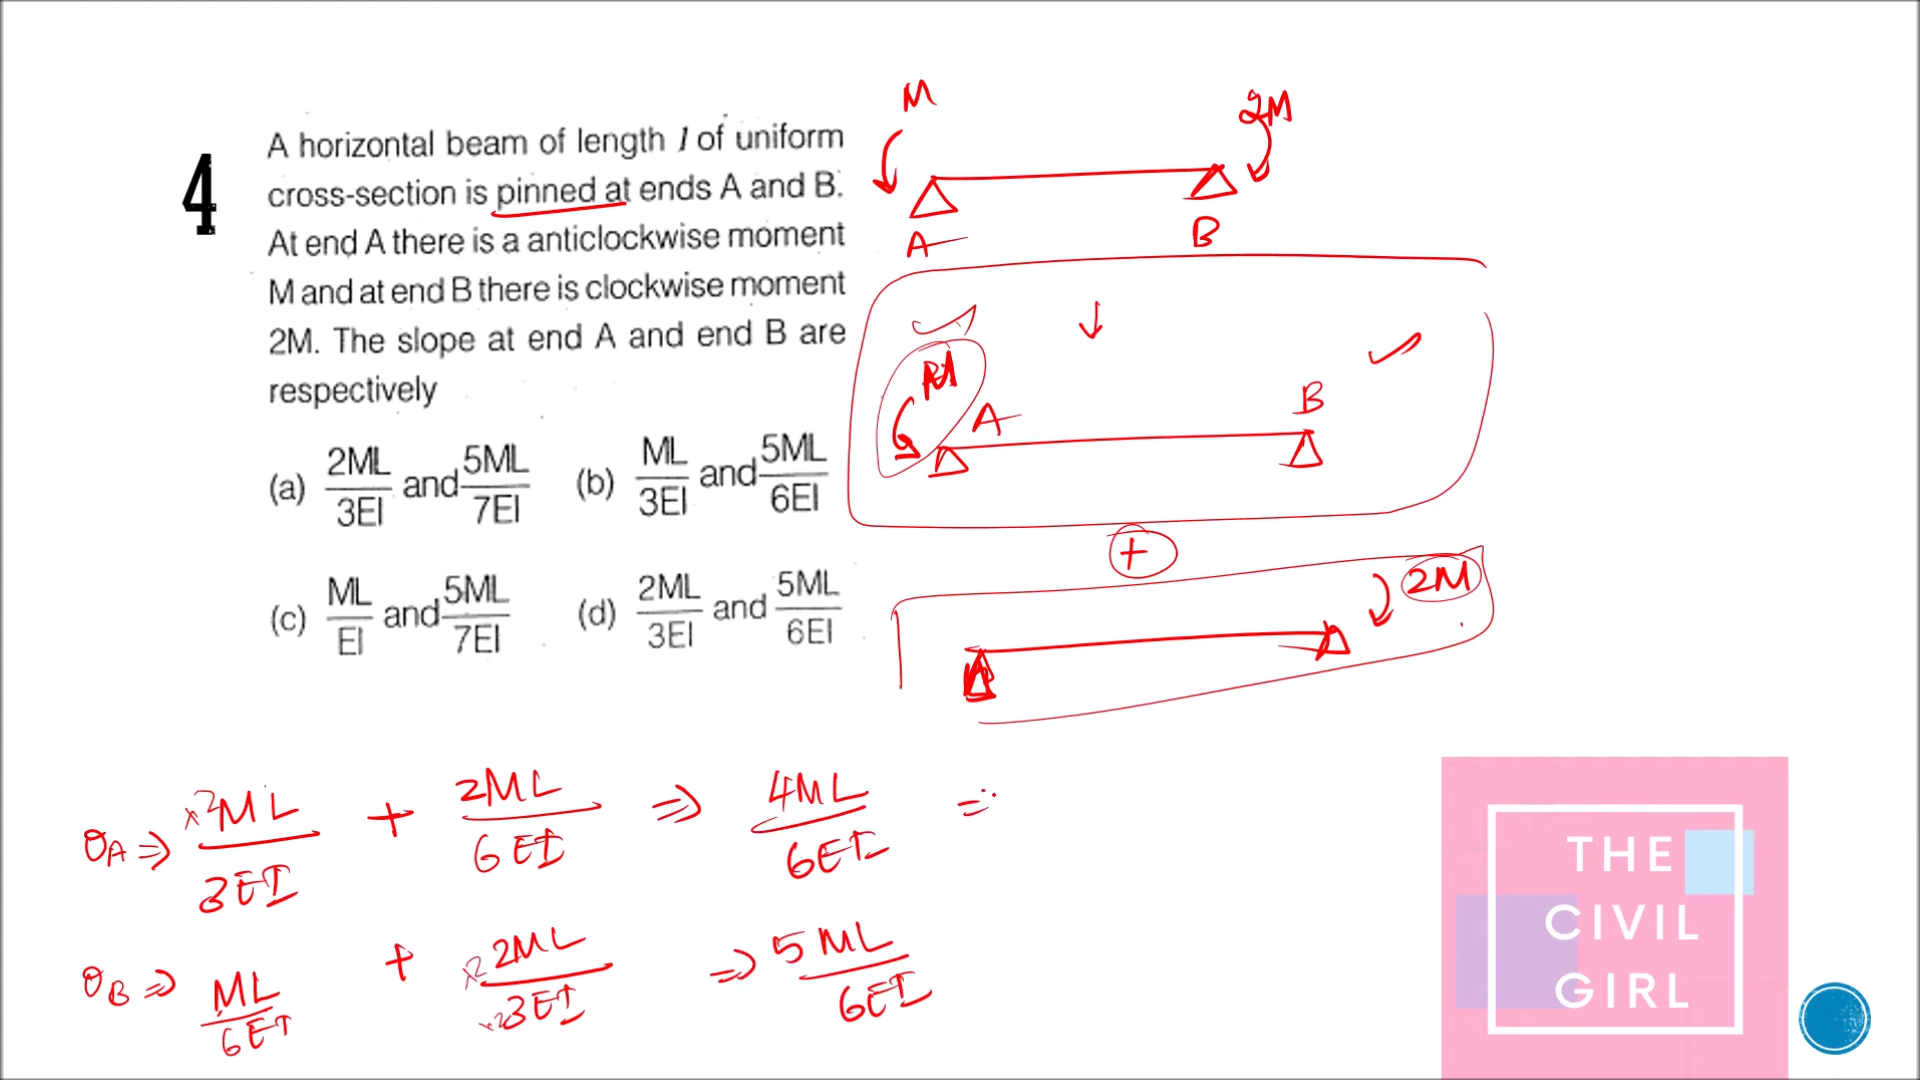 4
A horizontal beam of length l of uniform
cross-section is pinned at ends A and B.
At end A there is a anticlockwise moment
M and at end B there is clockwise moment
2M. The slope at end A and end B are
respectively
(a) 2ML/3EI and 5ML/7EI (b) ML/3EI and 5ML/6EI
(c) ML/EI and 5ML/7EI (d) 2ML/3EI and 5ML/6EI
M 2M
A B
M A B
+
2M
θA ⇒ ×2ML/3EI + 2ML/6EI ⇒ 4ML/6EI ⇒
θB ⇒ ML/6EI + ×2 2ML/×2 3EI ⇒ 5ML/6EI
THE
CIVIL
GIRL